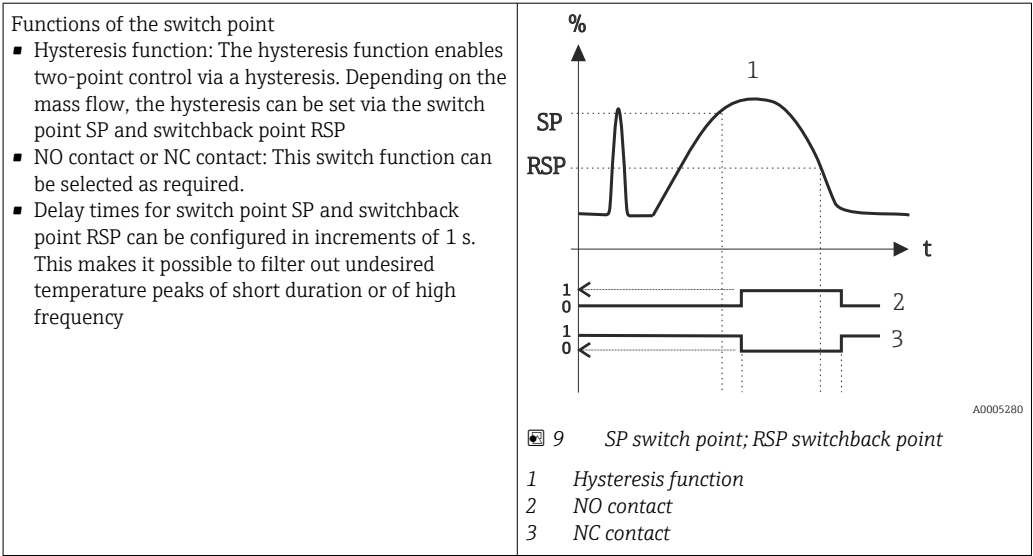 Functions of the switch point
▪ Hysteresis function: The hysteresis function enables
two-point control via a hysteresis. Depending on the
mass flow, the hysteresis can be set via the switch
point SP and switchback point RSP
▪ NO contact or NC contact: This switch function can
be selected as required.
▪ Delay times for switch point SP and switchback
point RSP can be configured in increments of 1 s.
This makes it possible to filter out undesired
temperature peaks of short duration or of high
frequency
%
1
SP
RSP
t
1
0
2
1
0
3
A0005280
9 SP switch point; RSP switchback point
1 Hysteresis function
2 NO contact
3 NC contact